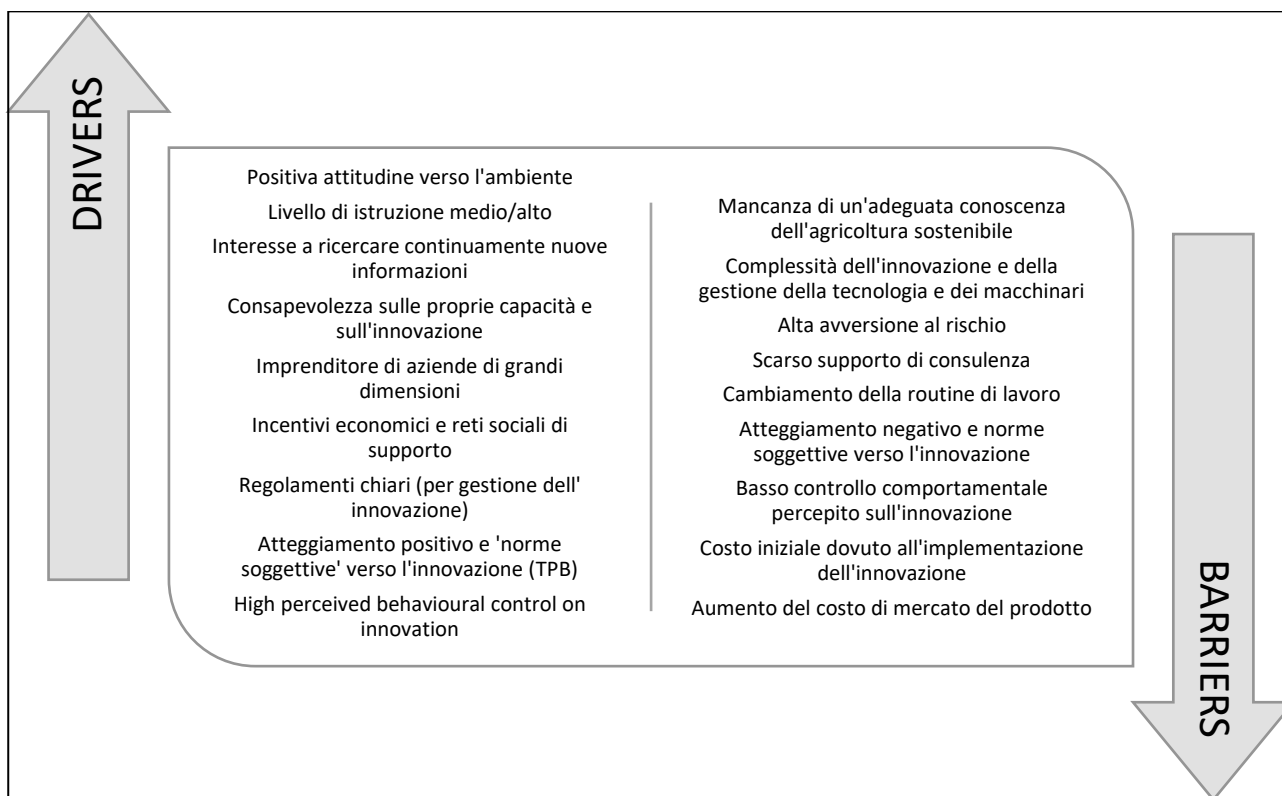 DRIVERS
Positiva attitudine verso l'ambiente
Livello di istruzione medio/alto
Interesse a ricercare continuamente nuove
informazioni
Consapevolezza sulle proprie capacità e
sull'innovazione
Imprenditore di aziende di grandi
dimensioni
Incentivi economici e reti sociali di
supporto
Regolamenti chiari (per gestione dell'
innovazione)
Atteggiamento positivo e 'norme
soggettive' verso l'innovazione (TPB)
High perceived behavioural control on
innovation
Mancanza di un'adeguata conoscenza
dell'agricoltura sostenibile
Complessità dell'innovazione e della
gestione della tecnologia e dei macchinari
Alta avversione al rischio
Scarso supporto di consulenza
Cambiamento della routine di lavoro
Atteggiamento negativo e norme
soggettive verso l'innovazione
Basso controllo comportamentale
percepito sull'innovazione
Costo iniziale dovuto all'implementazione
dell'innovazione
Aumento del costo di mercato del prodotto
BARRIERS